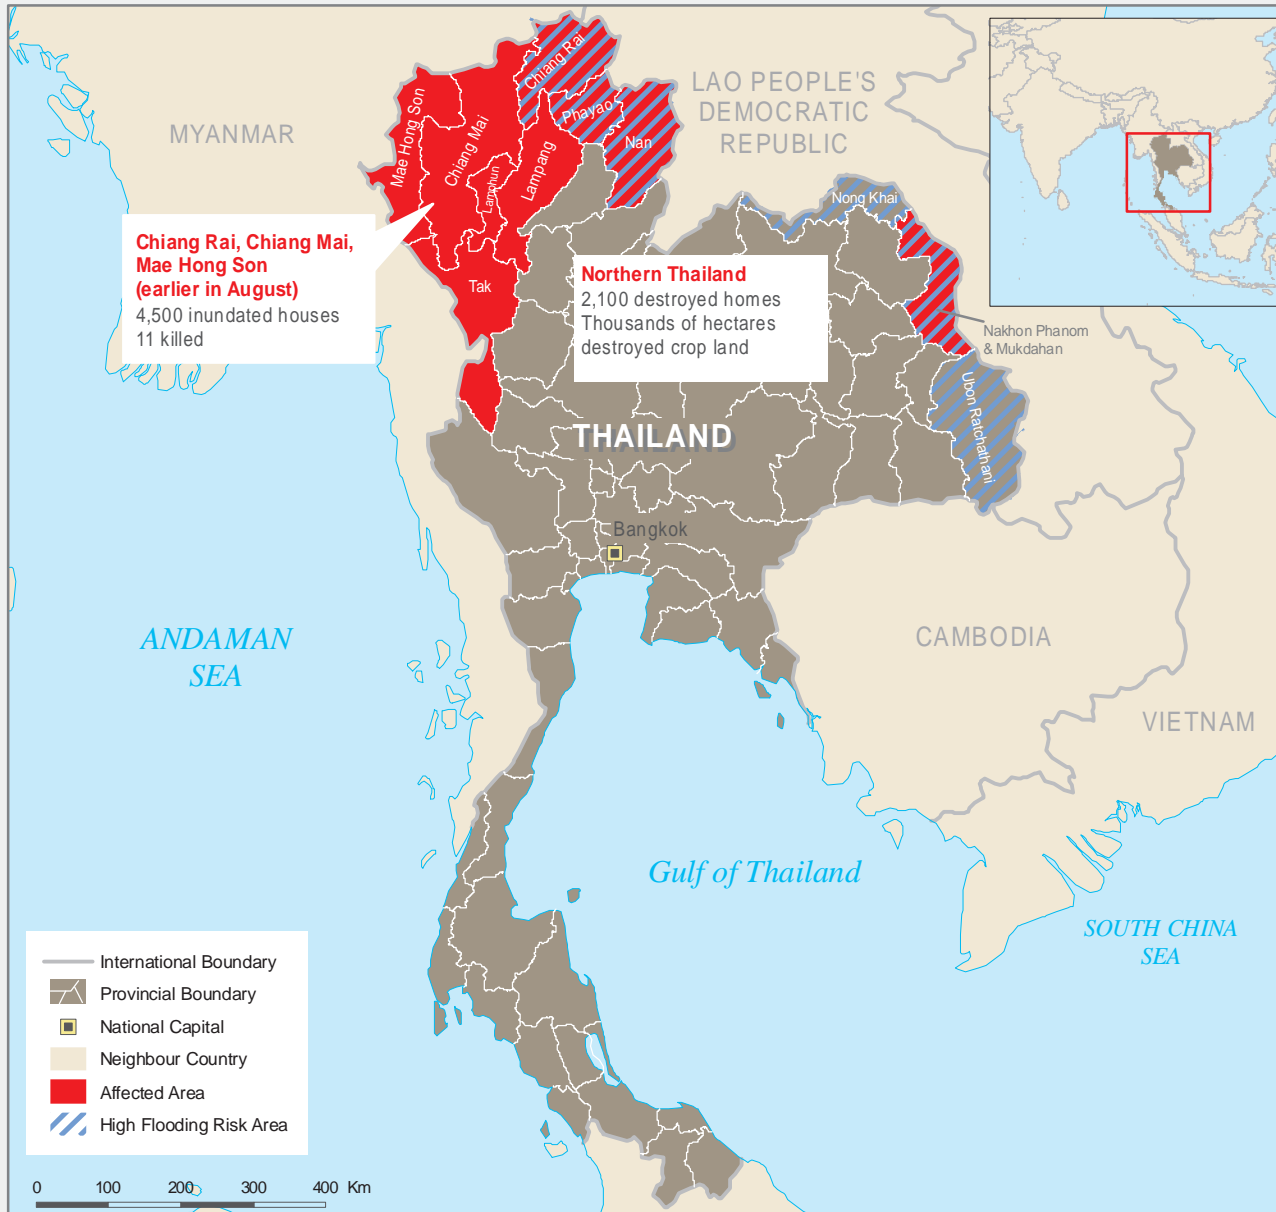 Chiang Rai
Phayao
Nan
Mae Hong Son
Chiang Mai
Lamphun
Lampang
Tak
MYANMAR
LAO PEOPLE'S
DEMOCRATIC
REPUBLIC
Nong Khai
Chiang Rai, Chiang Mai,
Mae Hong Son
(earlier in August)
4,500 inundated houses
11 killed
Northern Thailand
2,100 destroyed homes
Thousands of hectares
destroyed crop land
Nakhon Phanom
& Mukdahan
Ubon Ratchathani
THAILAND
Bangkok
ANDAMAN
SEA
CAMBODIA
VIETNAM
Gulf of Thailand
SOUTH CHINA
SEA
International Boundary
Provincial Boundary
National Capital
Neighbour Country
Affected Area
High Flooding Risk Area
0 100 200 300 400 Km